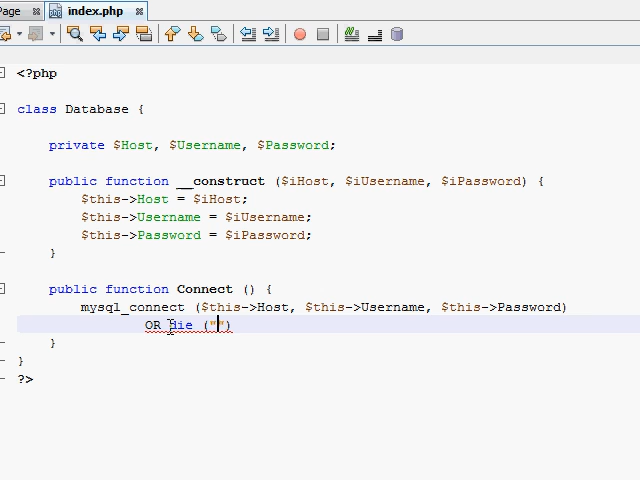 Page index.php
<?php
class Database {
private $Host, $Username, $Password;
public function __construct ($iHost, $iUsername, $iPassword) {
$this->Host = $iHost;
$this->Username = $iUsername;
$this->Password = $iPassword;
}
public function Connect () {
mysql_connect ($this->Host, $this->Username, $this->Password)
OR die ("")
}
}
?>